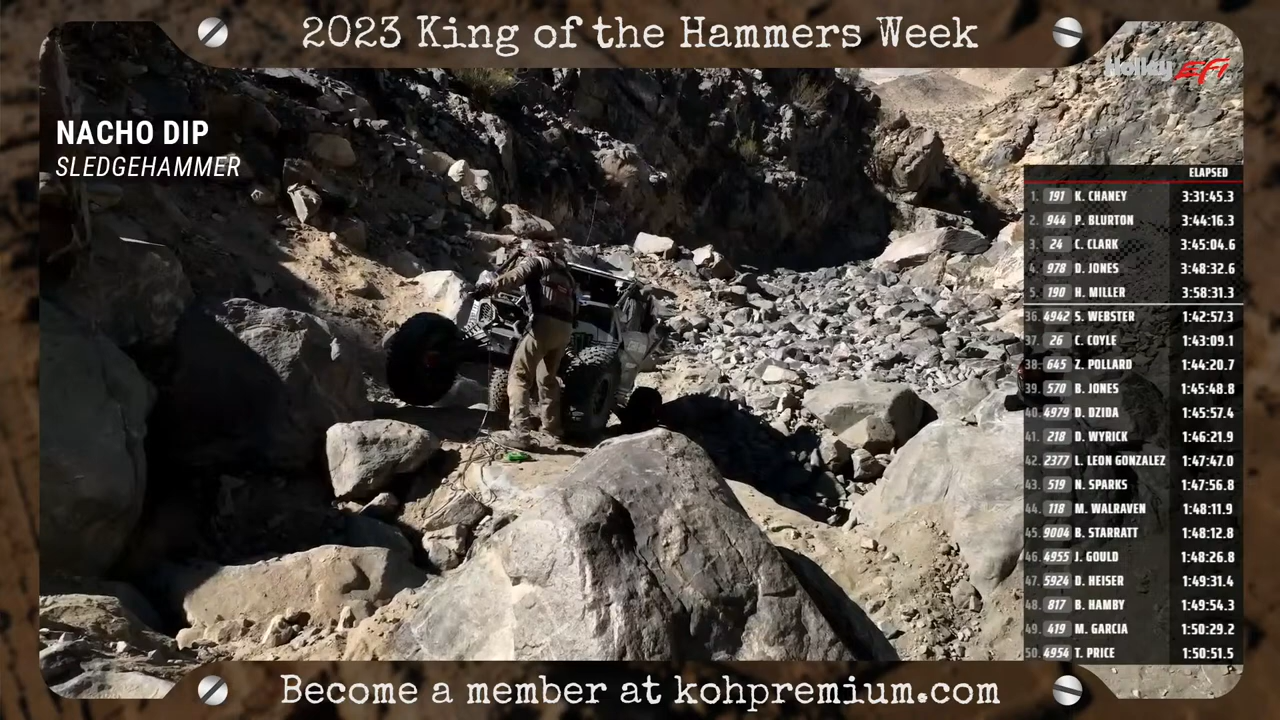 2023 King of the Hammers Week
Holley EFI
NACHO DIP
SLEDGEHAMMER
ELAPSED
1. 191 K. CHANEY 3:31:45.3
2. 944 P. BLURTON 3:44:16.3
3. 24 C. CLARK 3:45:04.6
4. 978 D. JONES 3:48:32.6
5. 190 H. MILLER 3:58:31.3
36. 4942 S. WEBSTER 1:42:57.3
37. 26 C. COYLE 1:43:09.1
38. 645 Z. POLLARD 1:44:20.7
39. 570 B. JONES 1:45:48.8
40. 4979 D. DZIDA 1:45:57.4
41. 218 D. WYRICK 1:46:21.9
42. 2377 L. LEON GONZALEZ 1:47:47.0
43. 519 N. SPARKS 1:47:56.8
44. 118 M. WALRAVEN 1:48:11.9
45. 9004 B. STARRATT 1:48:12.8
46. 4955 J. GOULD 1:48:26.8
47. 5924 D. HEISER 1:49:31.4
48. 817 B. HAMBY 1:49:54.3
49. 419 M. GARCIA 1:50:29.2
50. 4954 T. PRICE 1:50:51.5
Become a member at kohpremium.com